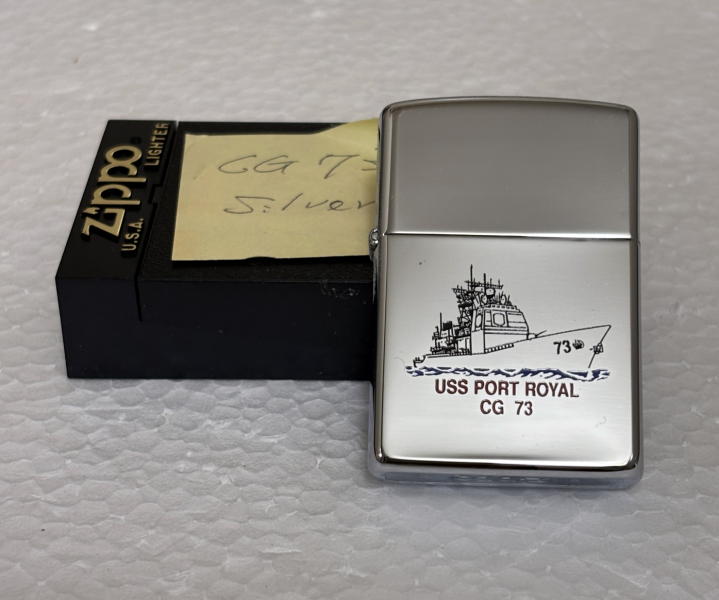 zippo
LIGHTER
U.S.A.
CG 73
Silver
73
USS PORT ROYAL
CG 73